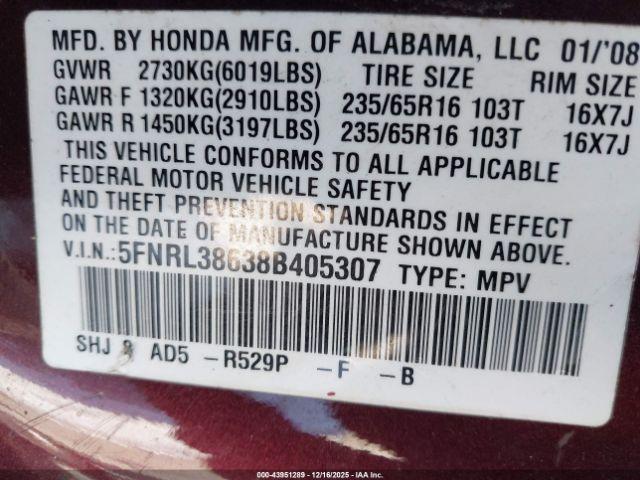 MFD. BY HONDA MFG. OF ALABAMA, LLC 01/'08
GVWR 2730KG(6019LBS) TIRE SIZE RIM SIZE
GAWR F 1320KG(2910LBS) 235/65R16 103T 16X7J
GAWR R 1450KG(3197LBS) 235/65R16 103T 16X7J
THIS VEHICLE CONFORMS TO ALL APPLICABLE
FEDERAL MOTOR VEHICLE SAFETY
AND THEFT PREVENTION STANDARDS IN EFFECT
ON THE DATE OF MANUFACTURE SHOWN ABOVE.
V.I.N.: 5FNRL38638B405307 TYPE: MPV
SHJ 8 AD5 -R529P -F -B
000-43951289 - 12/16/2025 - IAAI, Inc.